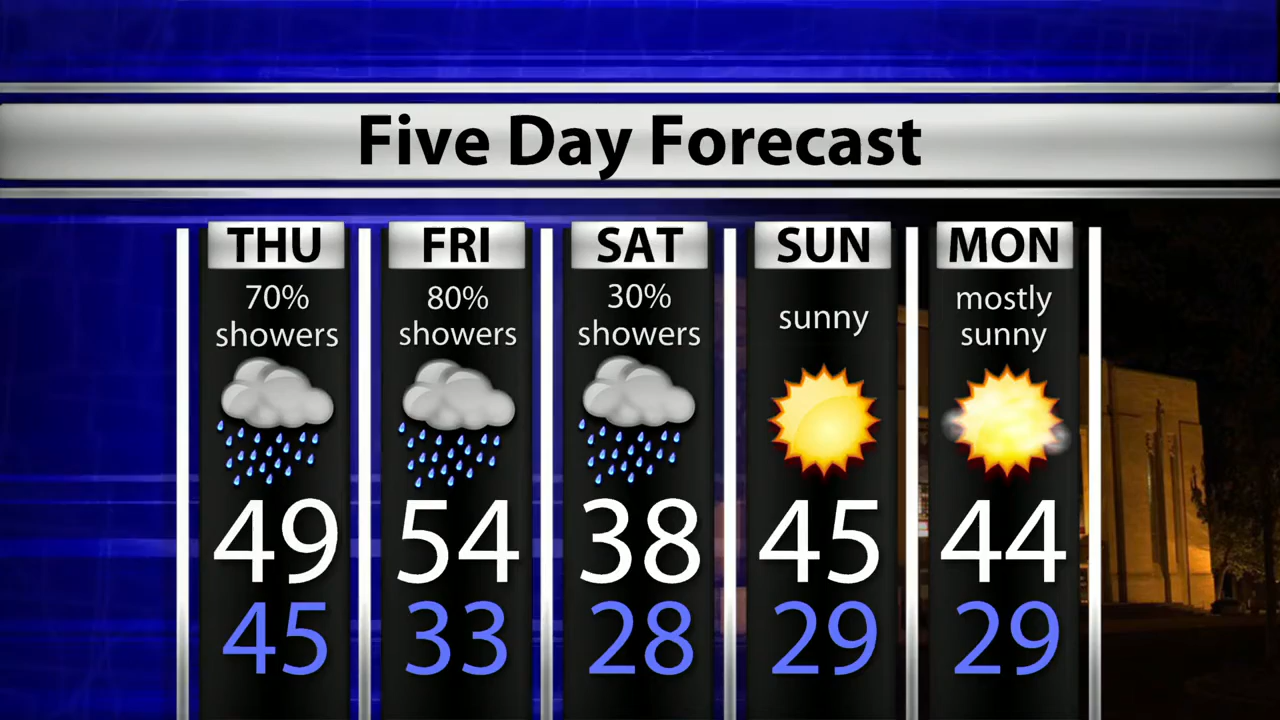 Five Day Forecast
THU
70%
showers
49
45
FRI
80%
showers
54
33
SAT
30%
showers
38
28
SUN
sunny
45
29
MON
mostly
sunny
44
29